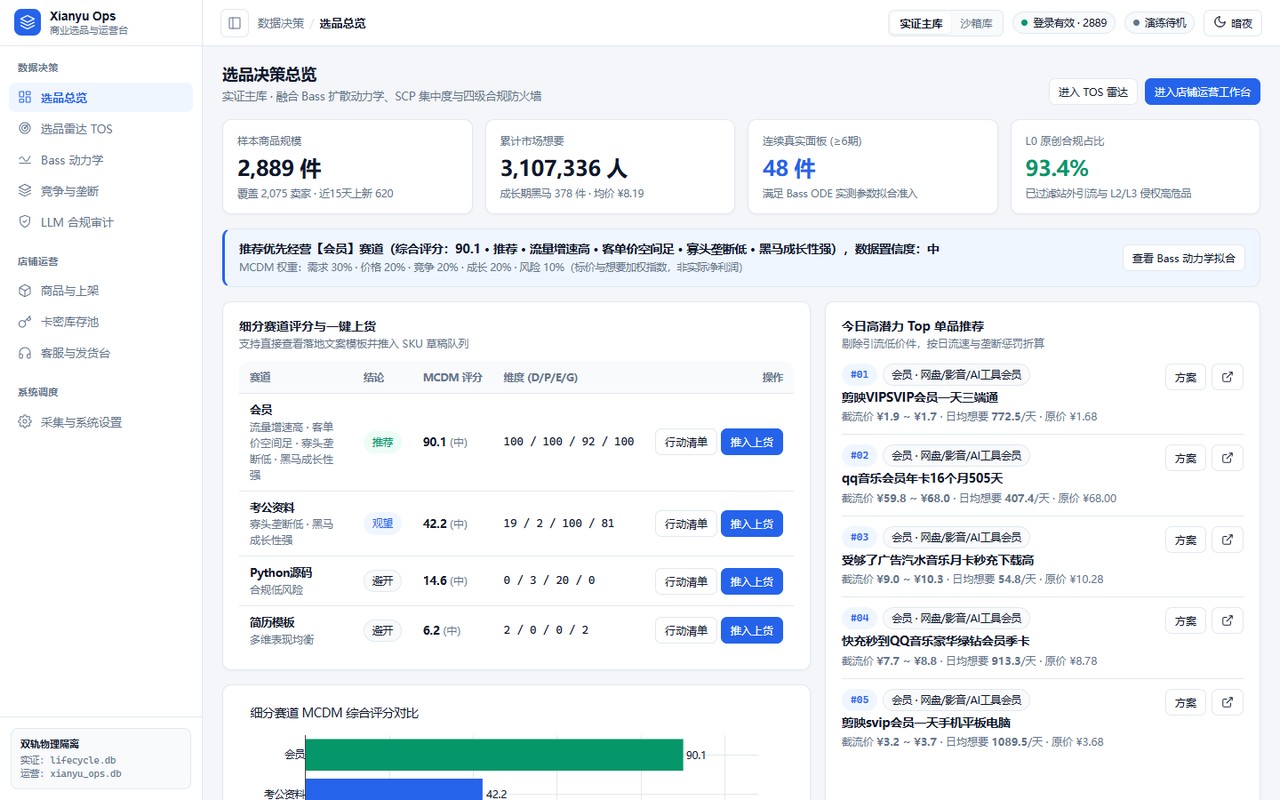 Xianyu Ops
商业选品与运营台
数据决策 / 选品总览
实证主库 沙箱库
登录有效 · 2889
演练待机
暗夜
数据决策
选品总览
选品雷达 TOS
Bass 动力学
竞争与垄断
LLM 合规审计
店铺运营
商品与上架
卡密库存池
客服与发货台
系统调度
采集与系统设置
双轨物理隔离
实证: lifecycle.db
运营: xianyu_ops.db
选品决策总览
实证主库 · 融合 Bass 扩散动力学、SCP 集中度与四级合规防火墙
进入 TOS 雷达
进入店铺运营工作台
样本商品规模
2,889 件
覆盖 2,075 卖家 · 近15天上新 620
累计市场想要
3,107,336 人
成长期黑马 378 件 · 均价 ¥8.19
连续真实面板 (≥6期)
48 件
满足 Bass ODE 实测参数拟合准入
L0 原创合规占比
93.4%
已过滤站外引流与 L2/L3 侵权高危品
推荐优先经营【会员】赛道（综合评分：90.1 • 推荐 • 流量增速高 • 客单价空间足 • 寡头垄断低 • 黑马成长性强），数据置信度：中
MCDM 权重：需求 30% · 价格 20% · 竞争 20% · 成长 20% · 风险 10%（标价与想要加权指数，非实际净利润）
查看 Bass 动力学拟合
细分赛道评分与一键上货
支持直接查看落地文案模板并推入 SKU 草稿队列
赛道 结论 MCDM 评分 维度 (D/P/E/G) 操作
会员
流量增速高 · 客单
价空间足 · 寡头垄
断低 · 黑马成长性
强
推荐 90.1 (中) 100 / 100 / 92 / 100 行动清单 推入上货
考公资料
寡头垄断低 · 黑马
成长性强
观望 42.2 (中) 19 / 2 / 100 / 81 行动清单 推入上货
Python源码
合规低风险
避开 14.6 (中) 0 / 3 / 20 / 0 行动清单 推入上货
简历模板
多维表现均衡
避开 6.2 (中) 2 / 0 / 0 / 2 行动清单 推入上货
细分赛道 MCDM 综合评分对比
会员 90.1
考公资料 42.2
今日高潜力 Top 单品推荐
剔除引流低价件，按日流速与垄断惩罚折算
#01 会员 · 网盘/影音/AI工具会员 方案
剪映VIPSVIP会员一天三端通
截流价 ¥1.9 ~ ¥1.7 · 日均想要 772.5/天 · 原价 ¥1.68
#02 会员 · 网盘/影音/AI工具会员 方案
qq音乐会员年卡16个月505天
截流价 ¥59.8 ~ ¥68.0 · 日均想要 407.4/天 · 原价 ¥68.00
#03 会员 · 网盘/影音/AI工具会员 方案
受够了广告汽水音乐月卡秒充下载高
截流价 ¥9.0 ~ ¥10.3 · 日均想要 54.8/天 · 原价 ¥10.28
#04 会员 · 网盘/影音/AI工具会员 方案
快充秒到QQ音乐豪华绿钻会员季卡
截流价 ¥7.7 ~ ¥8.8 · 日均想要 913.3/天 · 原价 ¥8.78
#05 会员 · 网盘/影音/AI工具会员 方案
剪映svip会员一天手机平板电脑
截流价 ¥3.2 ~ ¥3.7 · 日均想要 1089.5/天 · 原价 ¥3.68